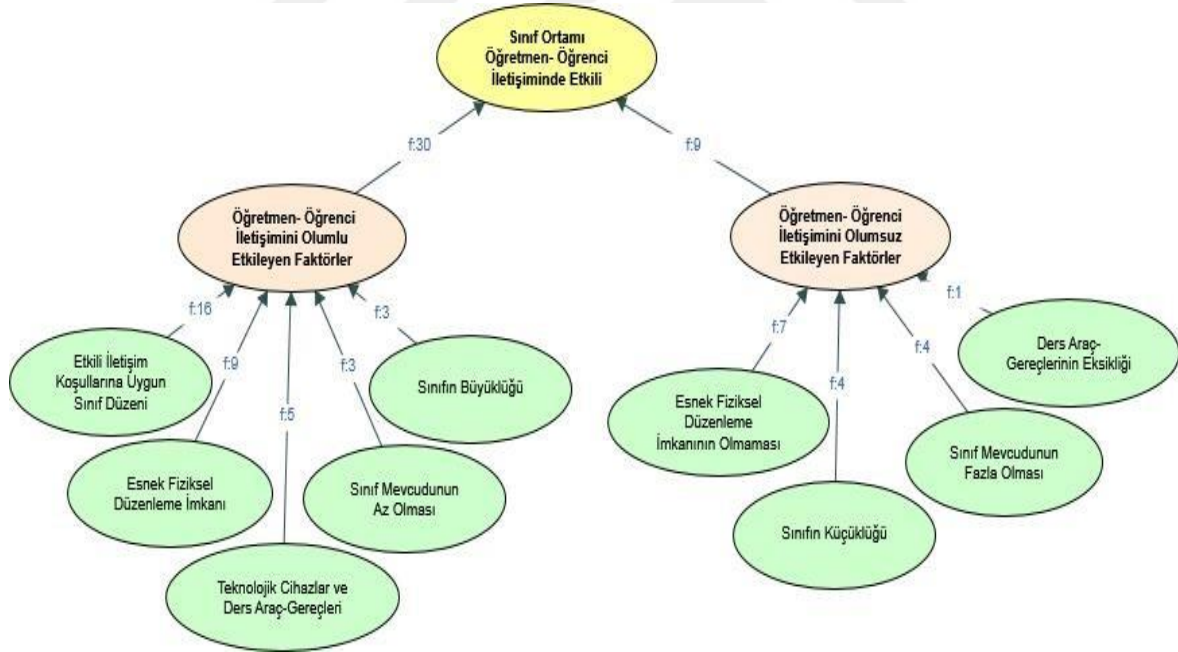 Sınıf Ortamı
Öğretmen- Öğrenci
İletişiminde Etkili
f:30
f:9
Öğretmen- Öğrenci
İletişimini Olumlu
Etkileyen Faktörler
Öğretmen- Öğrenci
İletişimini Olumsuz
Etkileyen Faktörler
f:16
f:9
f:5
f:3
f:3
f:7
f:4
f:4
f:1
Etkili İletişim
Koşullarına Uygun
Sınıf Düzeni
Esnek Fiziksel
Düzenleme İmkanı
Teknolojik Cihazlar ve
Ders Araç-Gereçleri
Sınıf Mevcudunun
Az Olması
Sınıfın Büyüklüğü
Esnek Fiziksel
Düzenleme
İmkanının Olmaması
Sınıfın Küçüklüğü
Sınıf Mevcudunun
Fazla Olması
Ders Araç-
Gereçlerinin Eksikliği